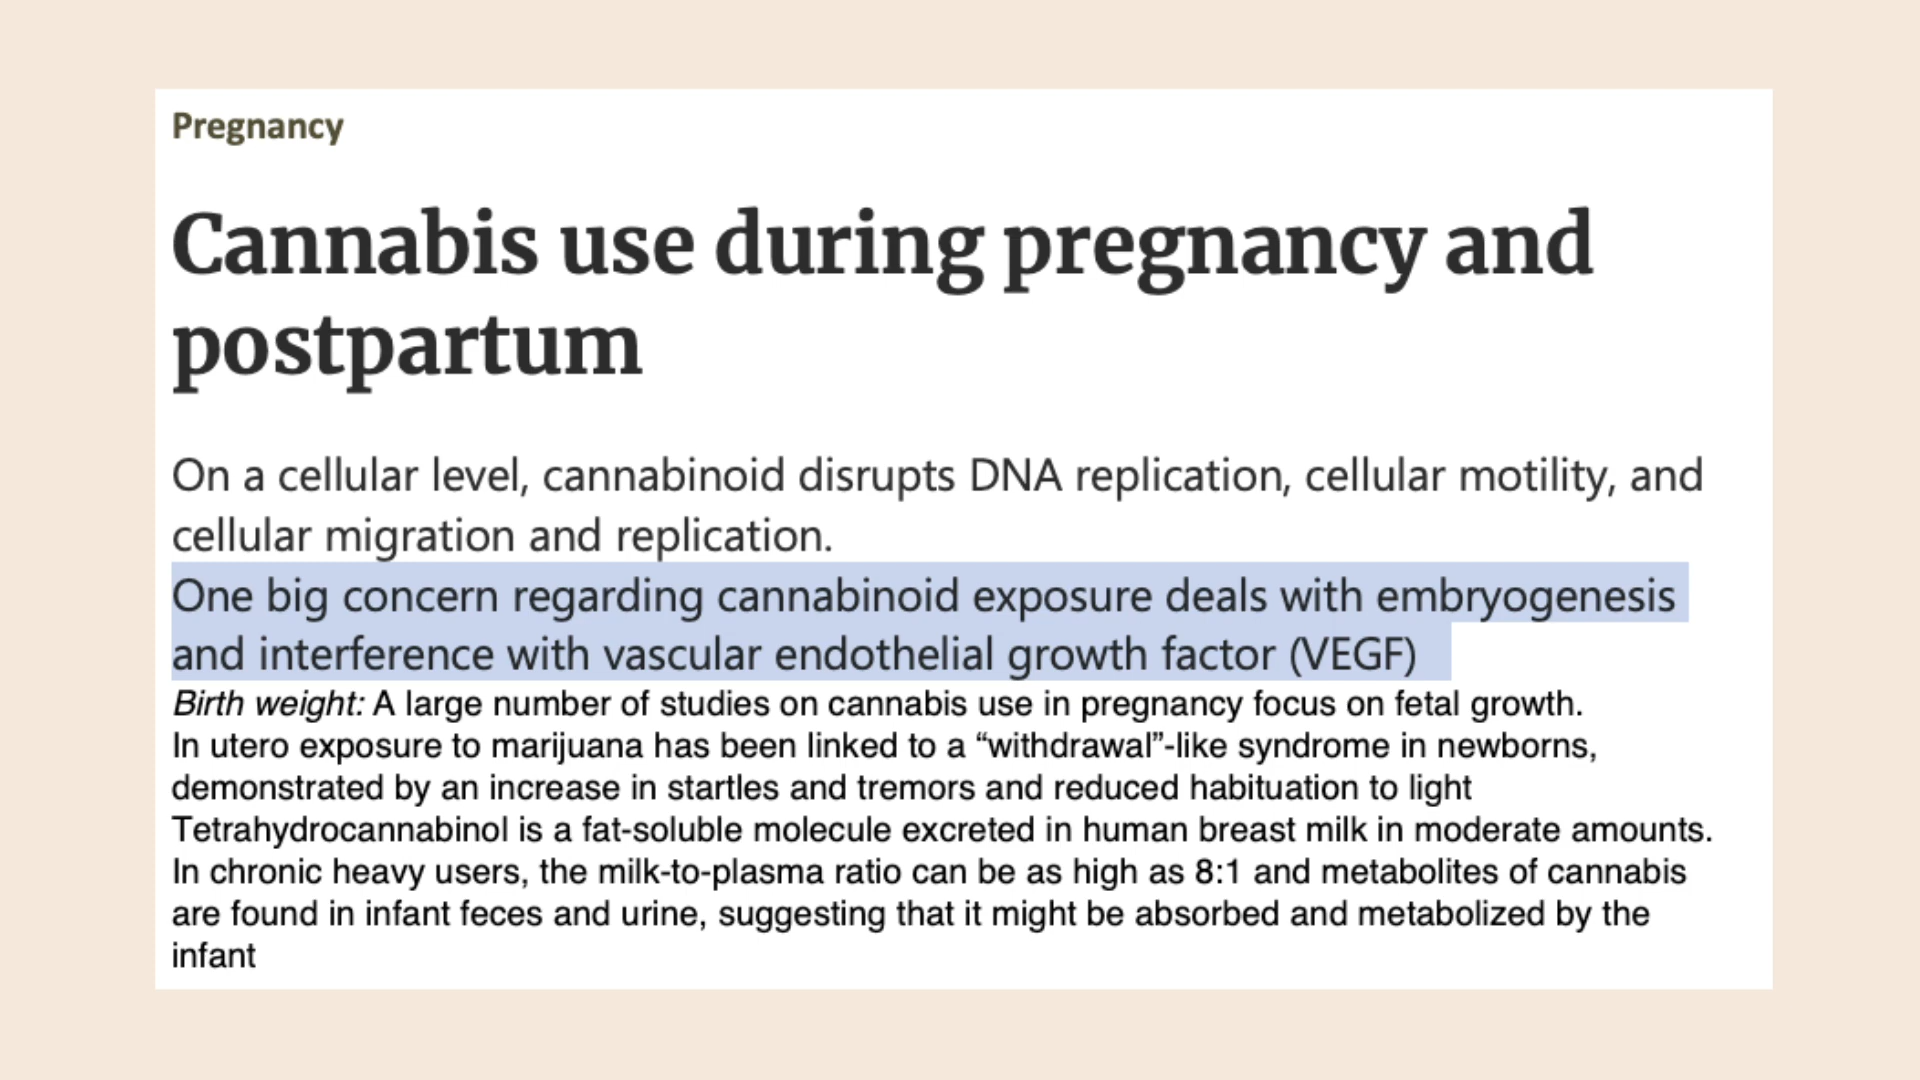 Pregnancy
Cannabis use during pregnancy and
postpartum
On a cellular level, cannabinoid disrupts DNA replication, cellular motility, and
cellular migration and replication.
One big concern regarding cannabinoid exposure deals with embryogenesis
and interference with vascular endothelial growth factor (VEGF)
Birth weight: A large number of studies on cannabis use in pregnancy focus on fetal growth.
In utero exposure to marijuana has been linked to a “withdrawal”-like syndrome in newborns,
demonstrated by an increase in startles and tremors and reduced habituation to light
Tetrahydrocannabinol is a fat-soluble molecule excreted in human breast milk in moderate amounts.
In chronic heavy users, the milk-to-plasma ratio can be as high as 8:1 and metabolites of cannabis
are found in infant feces and urine, suggesting that it might be absorbed and metabolized by the
infant